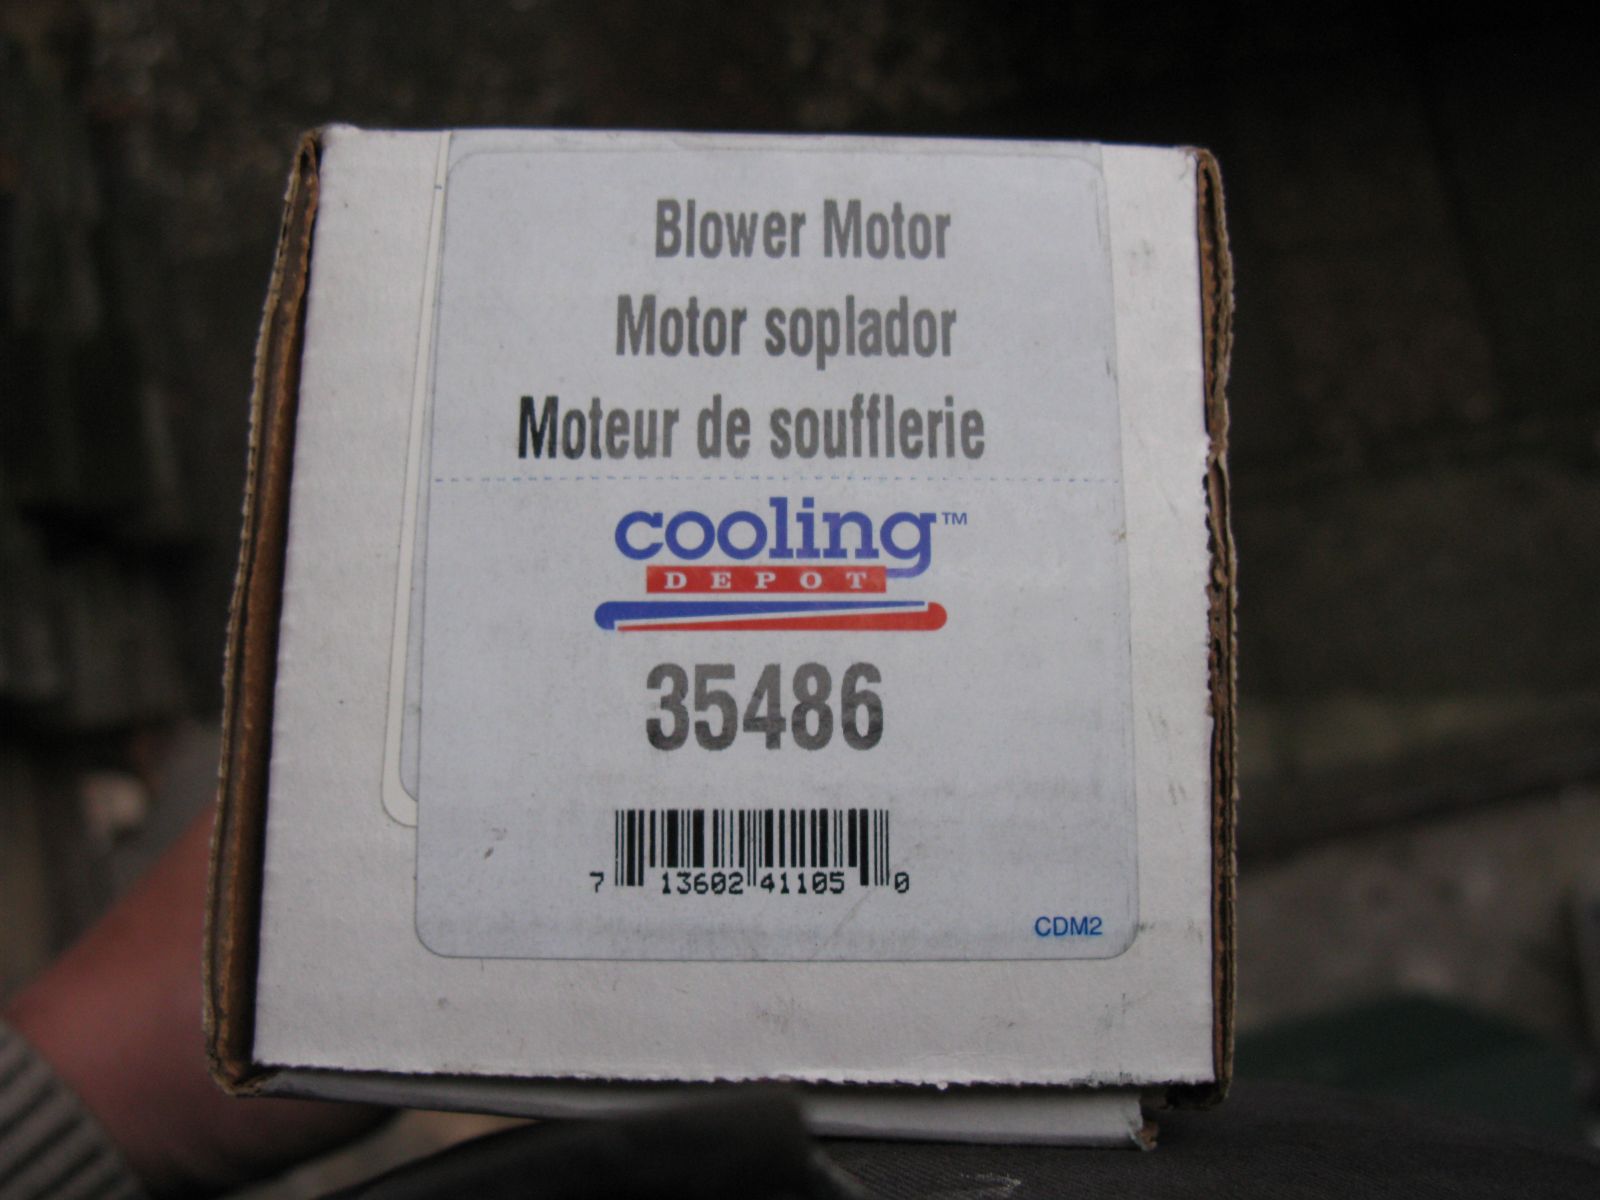 Blower Motor
Motor soplador
Moteur de soufflerie
cooling™
DEPOT
35486
7 13602 41105 0
CDM2